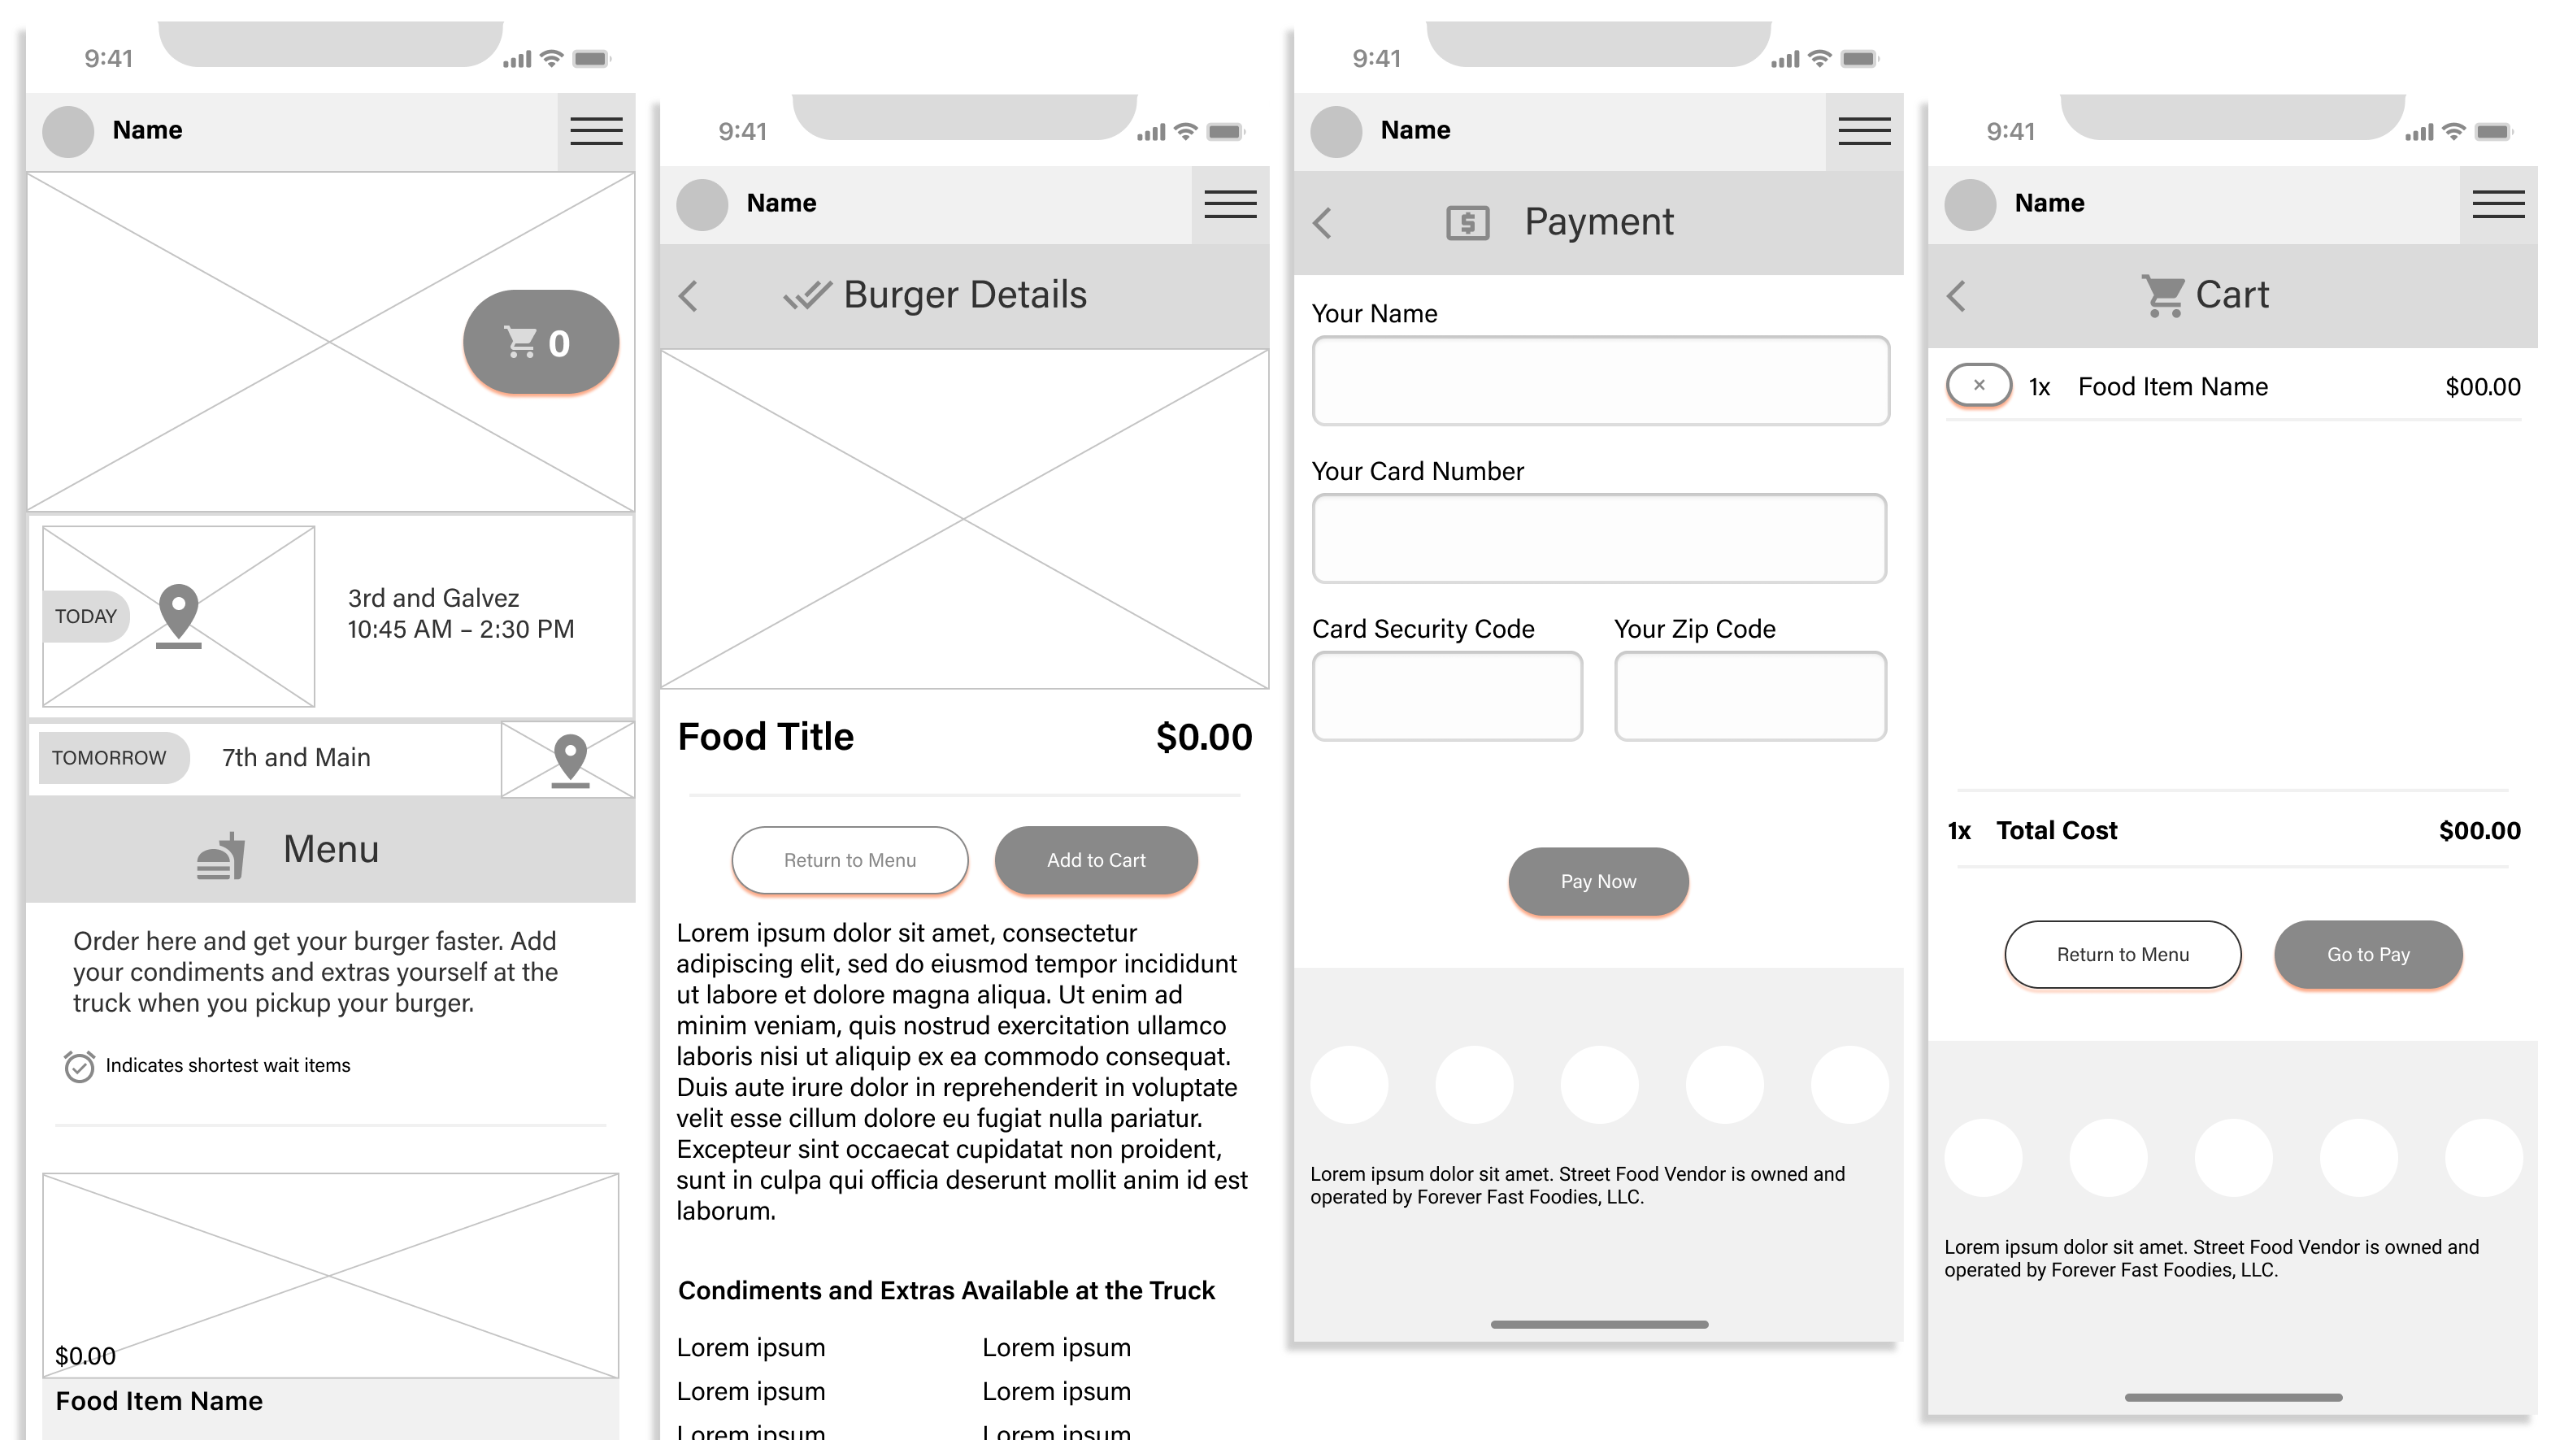 9:41
Name
0
TODAY
3rd and Galvez
10:45 AM – 2:30 PM
TOMORROW
7th and Main
Menu
Order here and get your burger faster. Add
your condiments and extras yourself at the
truck when you pickup your burger.
Indicates shortest wait items
$0.00
Food Item Name
9:41
Name
Burger Details
Food Title $0.00
Return to Menu Add to Cart
Lorem ipsum dolor sit amet, consectetur
adipiscing elit, sed do eiusmod tempor incididunt
ut labore et dolore magna aliqua. Ut enim ad
minim veniam, quis nostrud exercitation ullamco
laboris nisi ut aliquip ex ea commodo consequat.
Duis aute irure dolor in reprehenderit in voluptate
velit esse cillum dolore eu fugiat nulla pariatur.
Excepteur sint occaecat cupidatat non proident,
sunt in culpa qui officia deserunt mollit anim id est
laborum.
Condiments and Extras Available at the Truck
Lorem ipsum Lorem ipsum
Lorem ipsum Lorem ipsum
Lorem ipsum Lorem ipsum
9:41
Name
$ Payment
Your Name
Your Card Number
Card Security Code Your Zip Code
Pay Now
Lorem ipsum dolor sit amet. Street Food Vendor is owned and
operated by Forever Fast Foodies, LLC.
9:41
Name
Cart
× 1x Food Item Name $00.00
1x Total Cost $00.00
Return to Menu Go to Pay
Lorem ipsum dolor sit amet. Street Food Vendor is owned and
operated by Forever Fast Foodies, LLC.